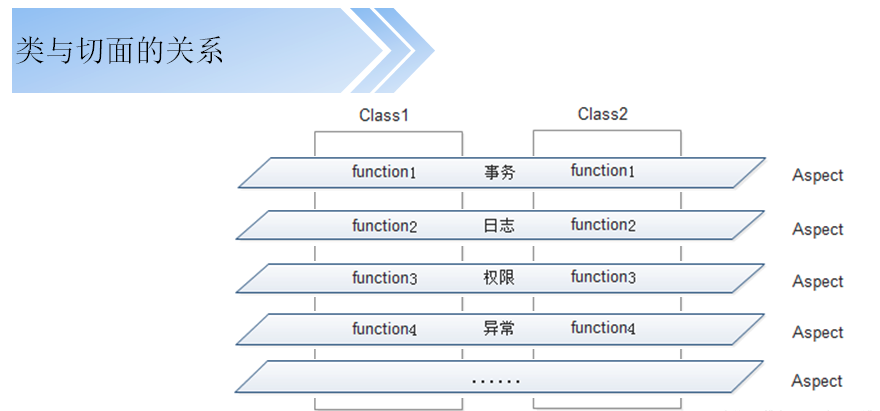 类与切面的关系
Class1 Class2
function1 事务 function1 Aspect
function2 日志 function2 Aspect
function3 权限 function3 Aspect
function4 异常 function4 Aspect
...... Aspect